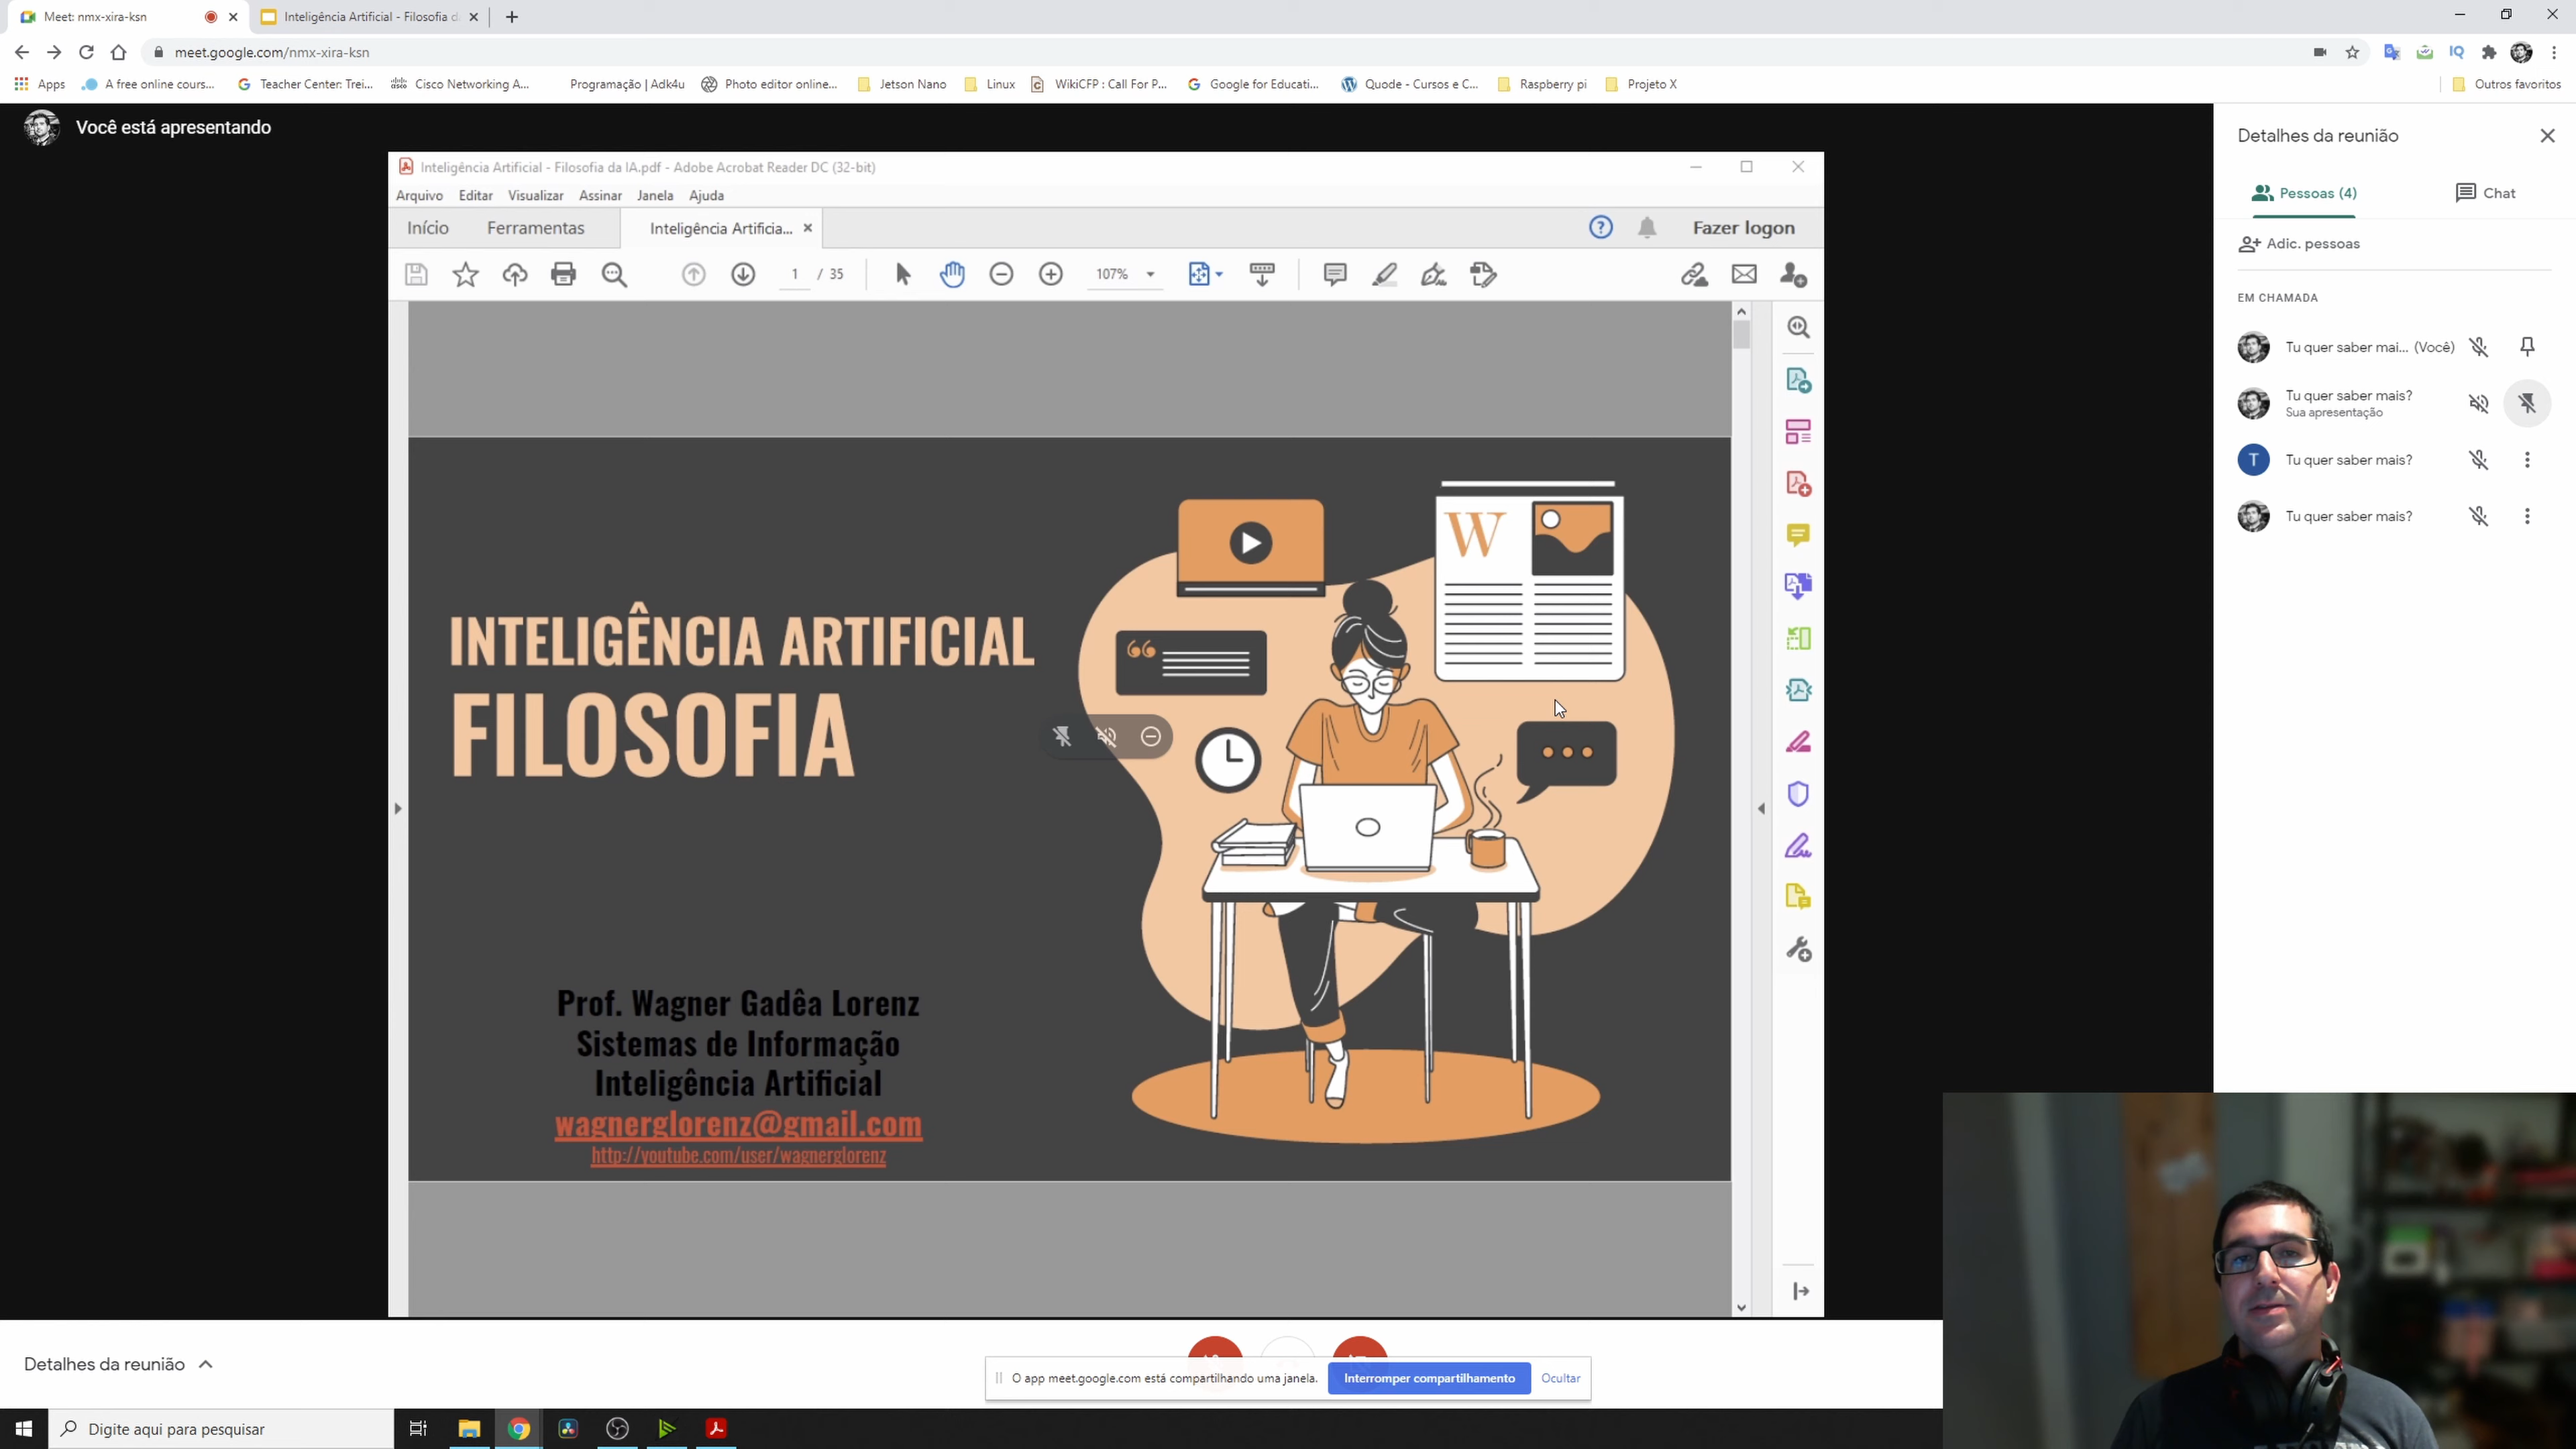 Meet: nmx-xira-ksn
Inteligência Artificial - Filosofia d
meet.google.com/nmx-xira-ksn
IQ
Apps
A free online cours...
Teacher Center: Trei...
Cisco Networking A...
Programação | Adk4u
Photo editor online...
Jetson Nano
Linux
WikiCFP : Call For P...
Google for Educati...
Quode - Cursos e C...
Raspberry pi
Projeto X
Outros favoritos
Você está apresentando
Inteligência Artificial - Filosofia da IA.pdf - Adobe Acrobat Reader DC (32-bit)
Arquivo Editar Visualizar Assinar Janela Ajuda
Início
Ferramentas
Inteligência Artificia...
Fazer logon
1 / 35
107%
W
INTELIGÊNCIA ARTIFICIAL
FILOSOFIA
Prof. Wagner Gadêa Lorenz
Sistemas de Informação
Inteligência Artificial
wagnerglorenz@gmail.com
http://youtube.com/user/wagnerglorenz
Detalhes da reunião
Pessoas (4)
Chat
Adic. pessoas
EM CHAMADA
Tu quer saber mai... (Você)
Tu quer saber mais?
Sua apresentação
T
Tu quer saber mais?
Tu quer saber mais?
Detalhes da reunião
O app meet.google.com está compartilhando uma janela.
Interromper compartilhamento
Ocultar
Digite aqui para pesquisar